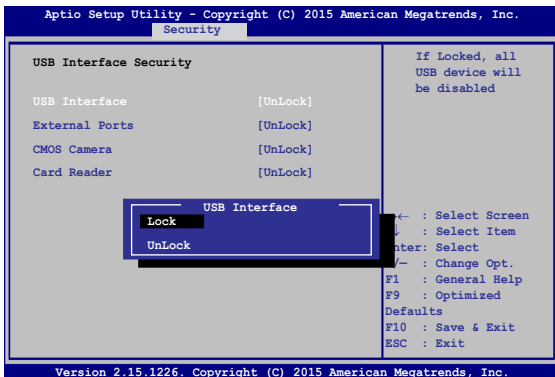 Aptio Setup Utility - Copyright (C) 2015 American Megatrends, Inc.
Security
USB Interface Security
USB Interface [UnLock]
External Ports [UnLock]
CMOS Camera [UnLock]
Card Reader [UnLock]
USB Interface
Lock
UnLock
If Locked, all
USB device will
be disabled
←  : Select Screen
↓  : Select Item
nter: Select
/—  : Change Opt.
F1  : General Help
F9  : Optimized
Defaults
F10 : Save & Exit
ESC : Exit
Version 2.15.1226. Copyright (C) 2015 American Megatrends, Inc.